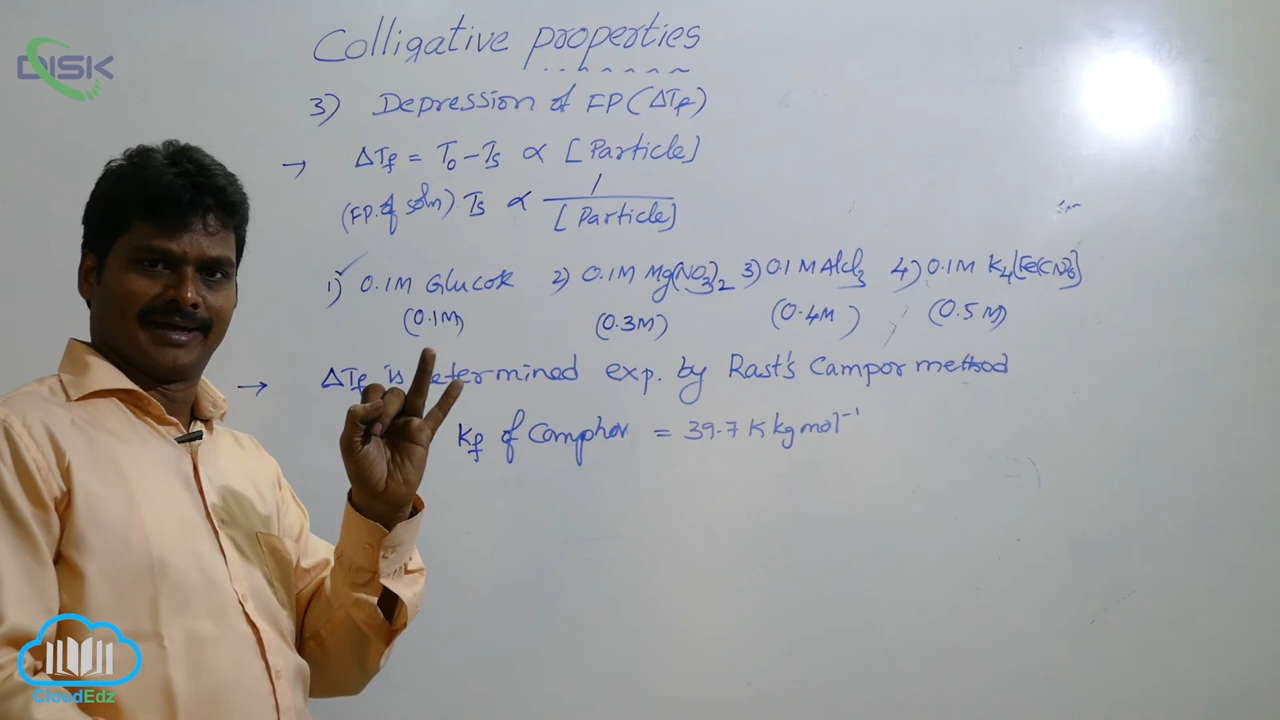 DISK
Colligative properties
3) Depression of FP (ΔTf)
→ ΔTf = To - Ts ∝ [Particle]
(FP. of soln). Ts ∝ 1/[Particle]
1) 0.1M Glucose 2) 0.1M Mg(NO3)2 3) 0.1 M AlCl3 4) 0.1M K4[Fe(CN)6]
(0.1M) (0.3M) (0.4M) (0.5M)
→ ΔTf is determined exp. by Rast's Campor method
Kf of Camphor = 39.7 K kg mol⁻¹
CloudEdz